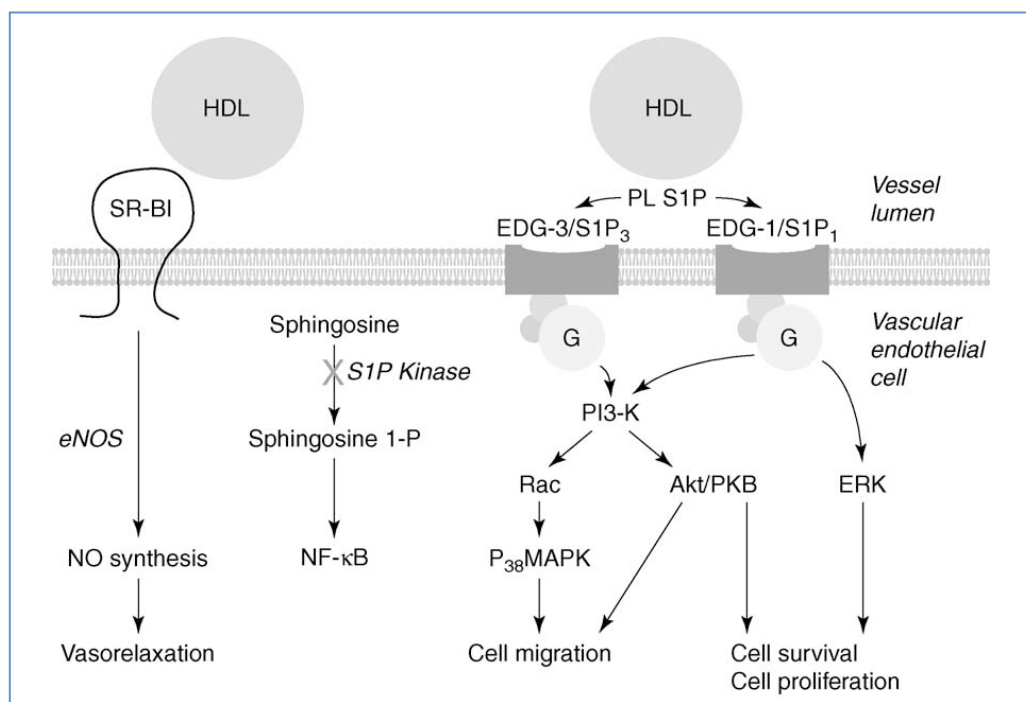 HDL
HDL
SR-BI
PL S1P
Vessel
lumen
EDG-3/S1P₃
EDG-1/S1P₁
Sphingosine
S1P Kinase
Sphingosine 1-P
NF-κB
eNOS
NO synthesis
Vasorelaxation
G
G
Vascular
endothelial
cell
PI3-K
Rac
Akt/PKB
ERK
P₃₈MAPK
Cell migration
Cell survival
Cell proliferation